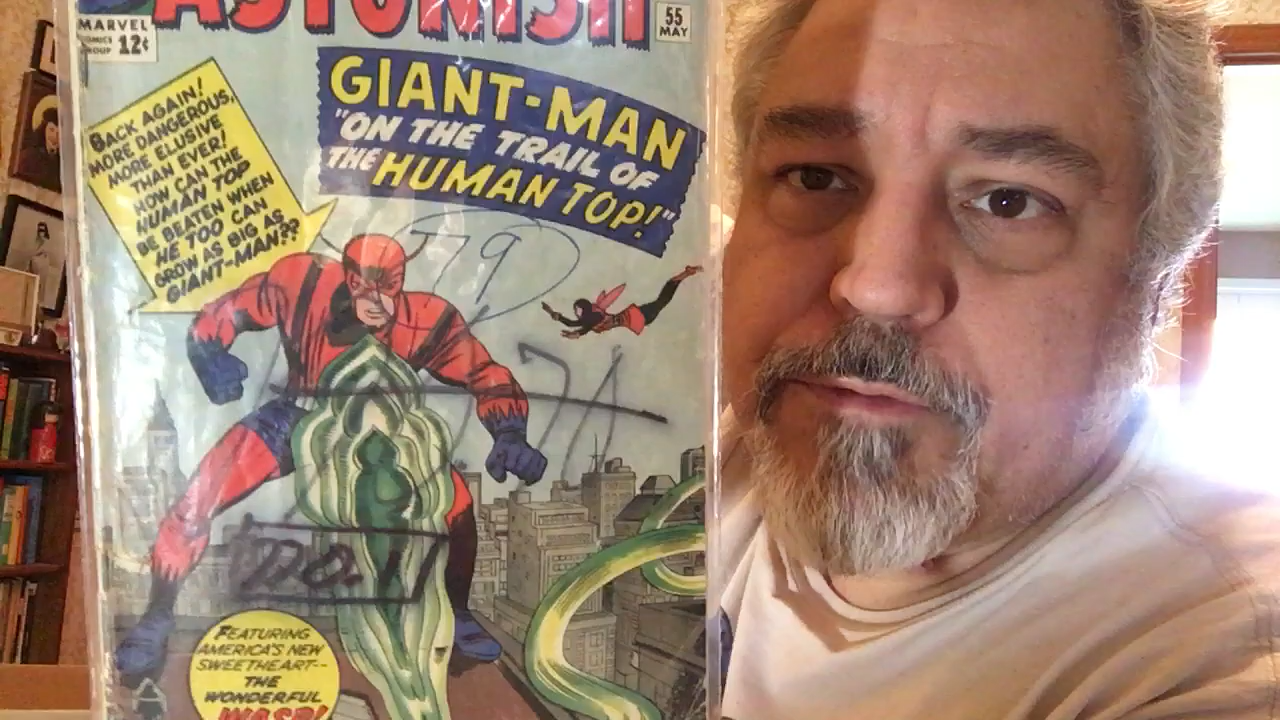 ASTONISH
MARVEL
COMICS
GROUP 12¢
55
MAY
GIANT-MAN
"ON THE TRAIL OF
THE HUMAN TOP!"
BACK AGAIN!
MORE DANGEROUS,
MORE ELUSIVE
THAN EVER!
HOW CAN THE
HUMAN TOP
BE BEATEN WHEN
HE TOO CAN
GROW AS BIG AS
GIANT-MAN??
79
FEATURING
AMERICA'S NEW
SWEETHEART--
THE
WONDERFUL
WASP!